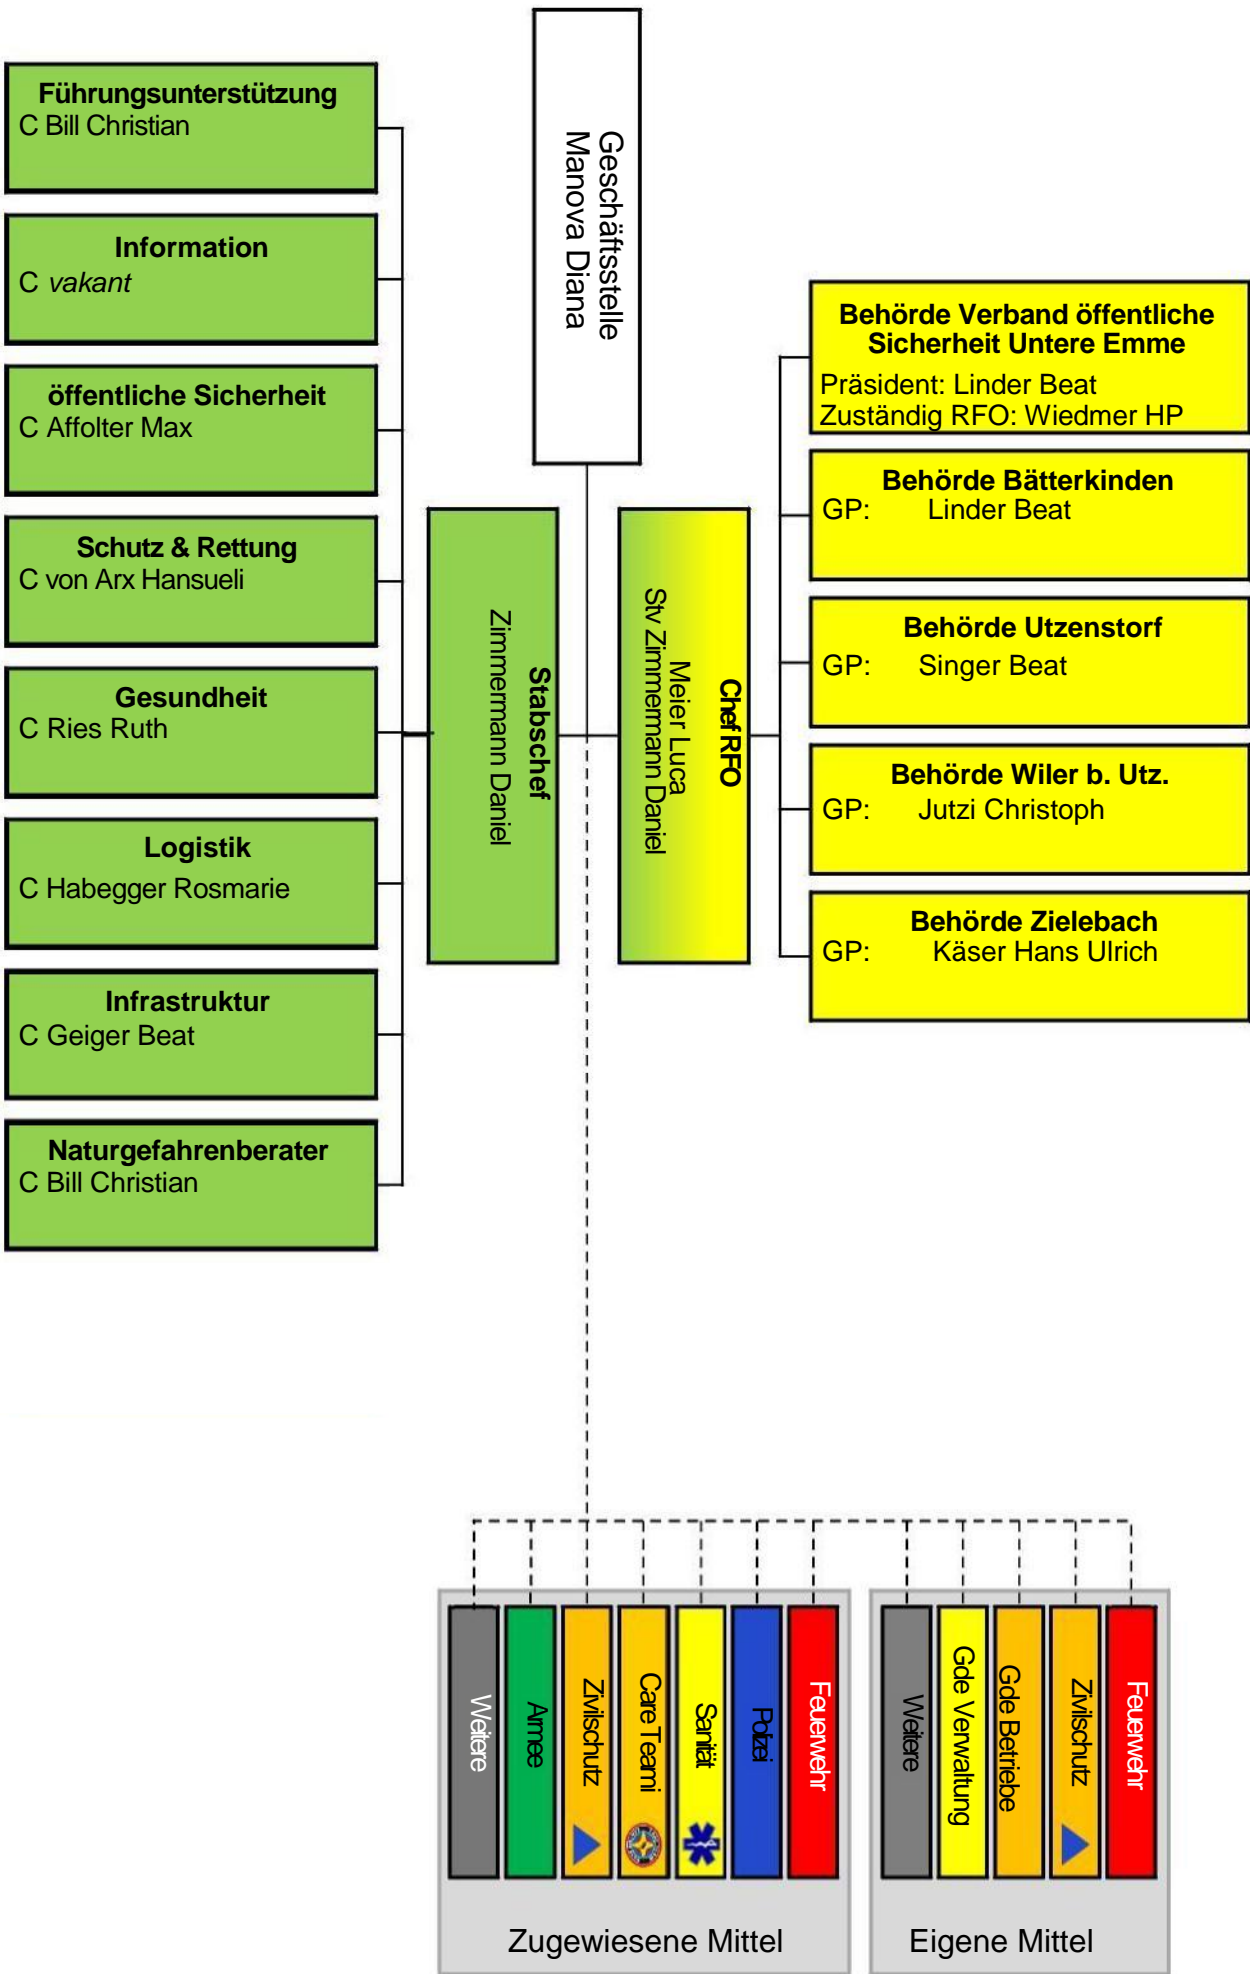 Führungsunterstützung
C Bill Christian
Information
C vakant
öffentliche Sicherheit
C Affolter Max
Schutz & Rettung
C von Arx Hansueli
Gesundheit
C Ries Ruth
Logistik
C Habegger Rosmarie
Infrastruktur
C Geiger Beat
Naturgefahrenberater
C Bill Christian
Geschäftsstelle
Manova Diana
Stabschef
Zimmermann Daniel
Chef RFO
Meier Luca
Stv Zimmermann Daniel
Behörde Verband öffentliche
Sicherheit Untere Emme
Präsident: Linder Beat
Zuständig RFO: Wiedmer HP
Behörde Bätterkinden
GP: Linder Beat
Behörde Utzenstorf
GP: Singer Beat
Behörde Wiler b. Utz.
GP: Jutzi Christoph
Behörde Zielebach
GP: Käser Hans Ulrich
Weitere
Armee
Zivilschutz
Care Teami
Sanität
Polizei
Feuerwehr
Zugewiesene Mittel
Weitere
Gde Verwaltung
Gde Betriebe
Zivilschutz
Feuerwehr
Eigene Mittel